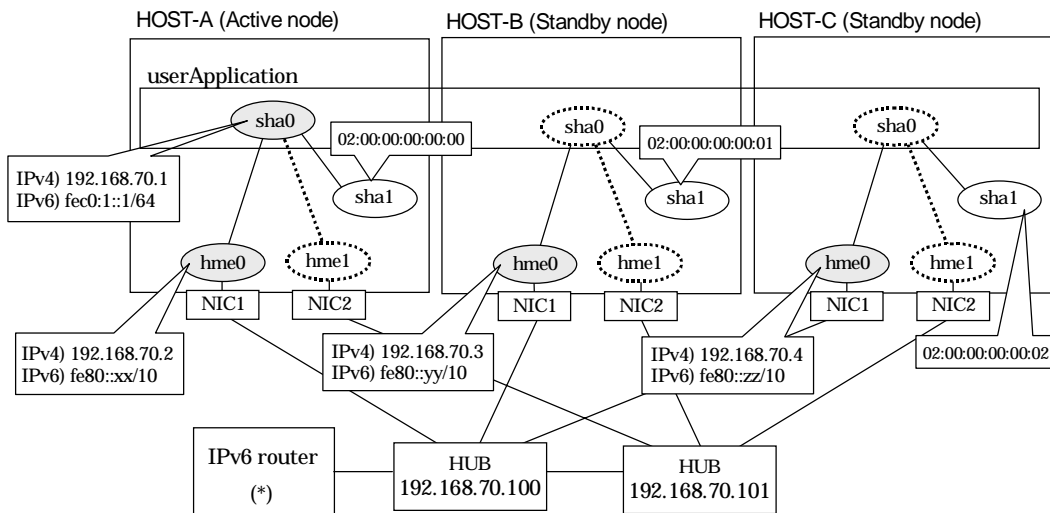 HOST-A (Active node)
HOST-B (Standby node)
HOST-C (Standby node)
userApplication
sha0
sha0
sha0
02:00:00:00:00:00
02:00:00:00:00:01
IPv4) 192.168.70.1
IPv6) fec0:1::1/64
sha1
sha1
sha1
hme0
hme1
hme0
hme1
hme0
hme1
NIC1
NIC2
NIC1
NIC2
NIC1
NIC2
IPv4) 192.168.70.2
IPv6) fe80::xx/10
IPv4) 192.168.70.3
IPv6) fe80::yy/10
IPv4) 192.168.70.4
IPv6) fe80::zz/10
02:00:00:00:00:02
IPv6 router
(*)
HUB
192.168.70.100
HUB
192.168.70.101